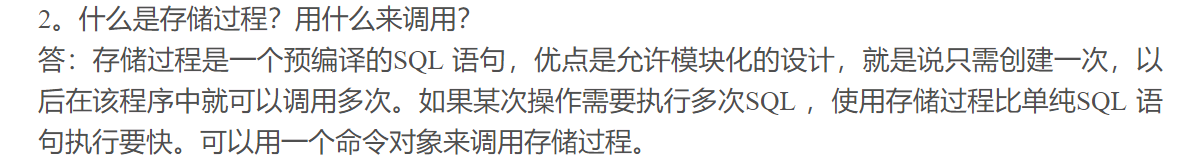 2。什么是存储过程？用什么来调用？
答：存储过程是一个预编译的SQL 语句，优点是允许模块化的设计，就是说只需创建一次，以
后在该程序中就可以调用多次。如果某次操作需要执行多次SQL ，使用存储过程比单纯SQL 语
句执行要快。可以用一个命令对象来调用存储过程。